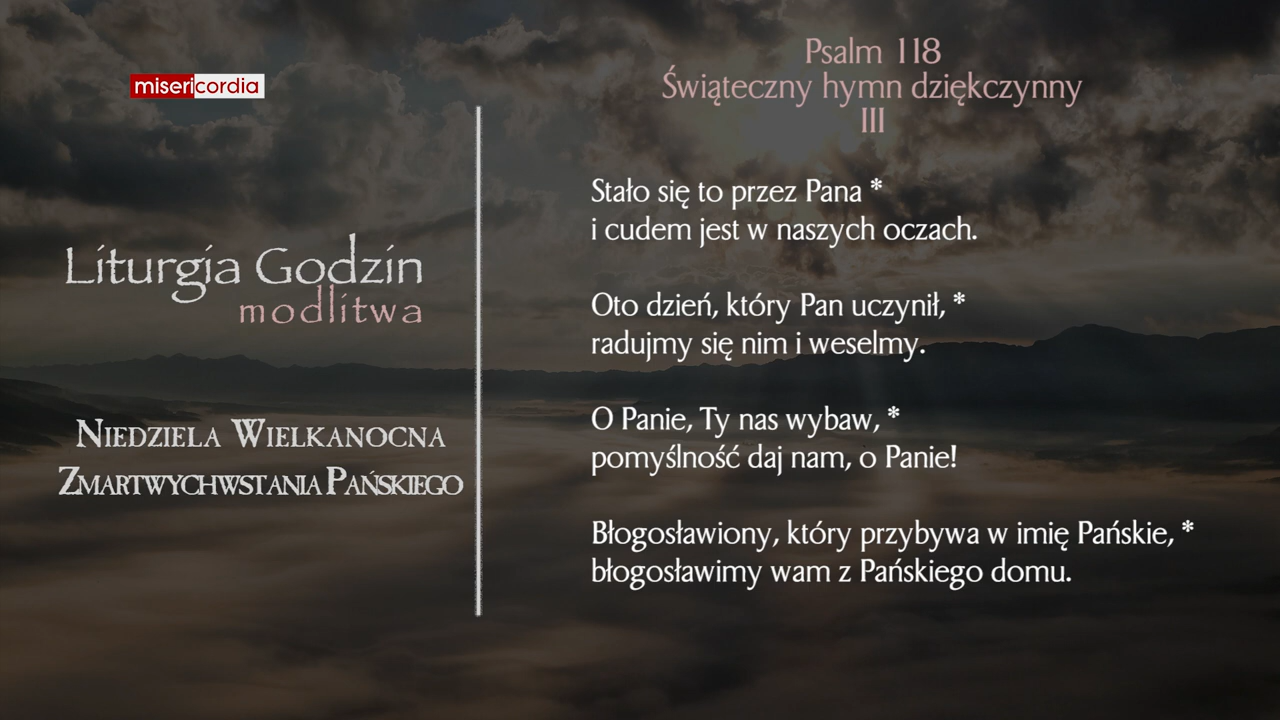 misericordia
Liturgia Godzin
modlitwa
Niedziela Wielkanocna
Zmartwychwstania Pańskiego
Psalm 118
Świąteczny hymn dziękczynny
III
Stało się to przez Pana *
i cudem jest w naszych oczach.
Oto dzień, który Pan uczynił, *
radujmy się nim i weselmy.
O Panie, Ty nas wybaw, *
pomyślność daj nam, o Panie!
Błogosławiony, który przybywa w imię Pańskie, *
błogosławimy wam z Pańskiego domu.